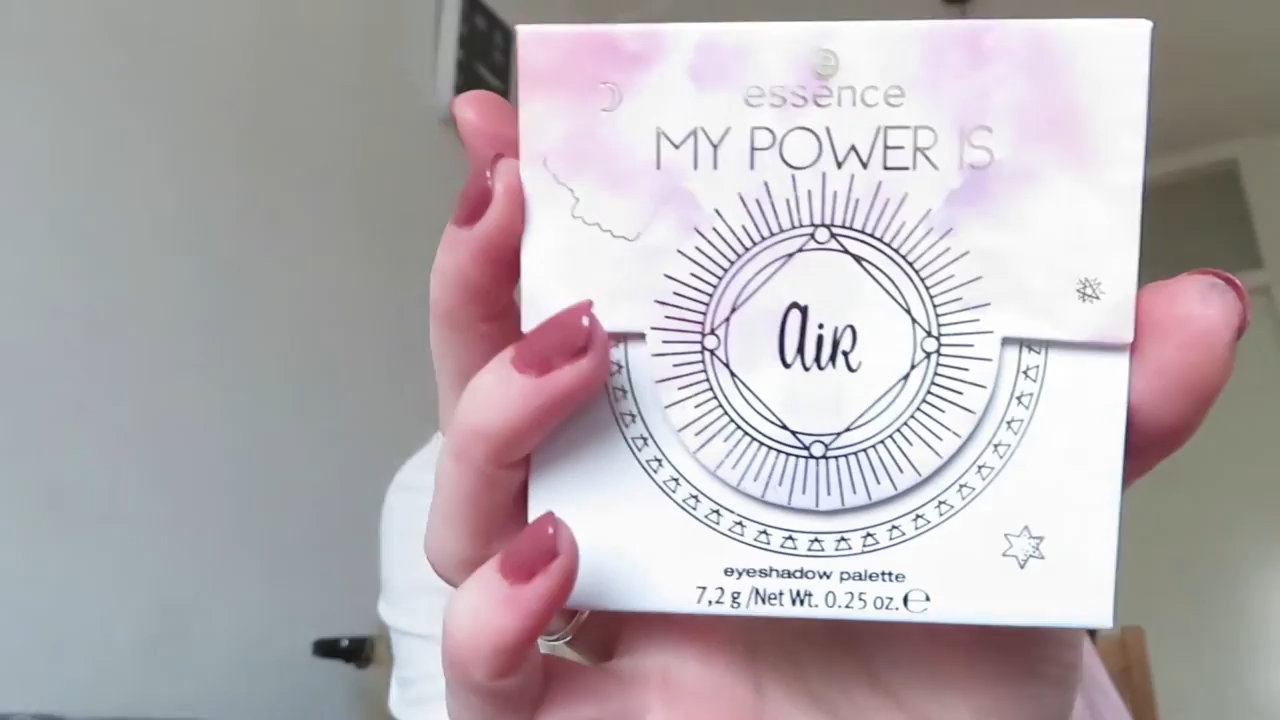 essence
MY POWER IS
air
eyeshadow palette
7,2 g/Net Wt. 0.25 oz. ℮